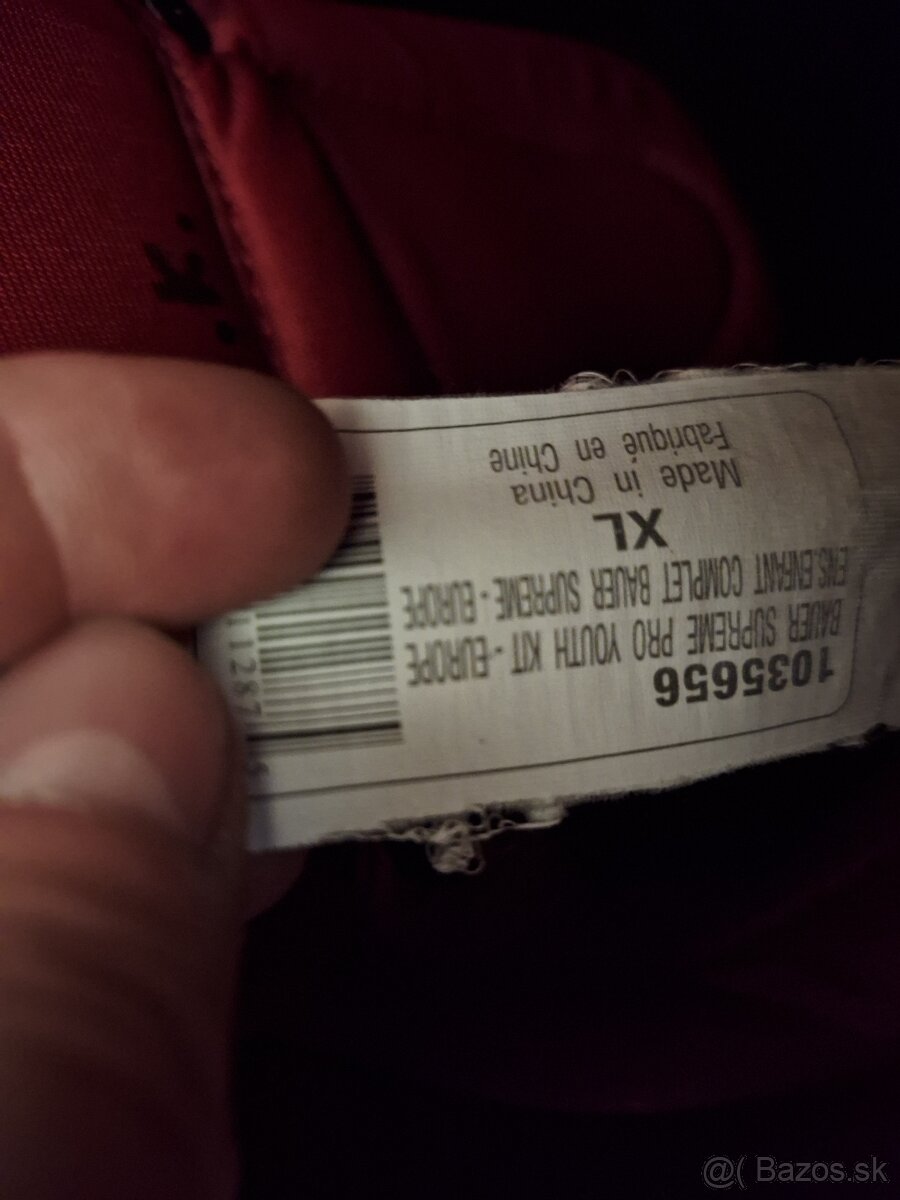 1035656
BAUER SUPREME PRO YOUTH KIT - EUROPE
ENS.ENFANT COMPLET BAUER SUPREME - EUROPE
XL
Made in China
Fabriqué en Chine
@( Bazos.sk